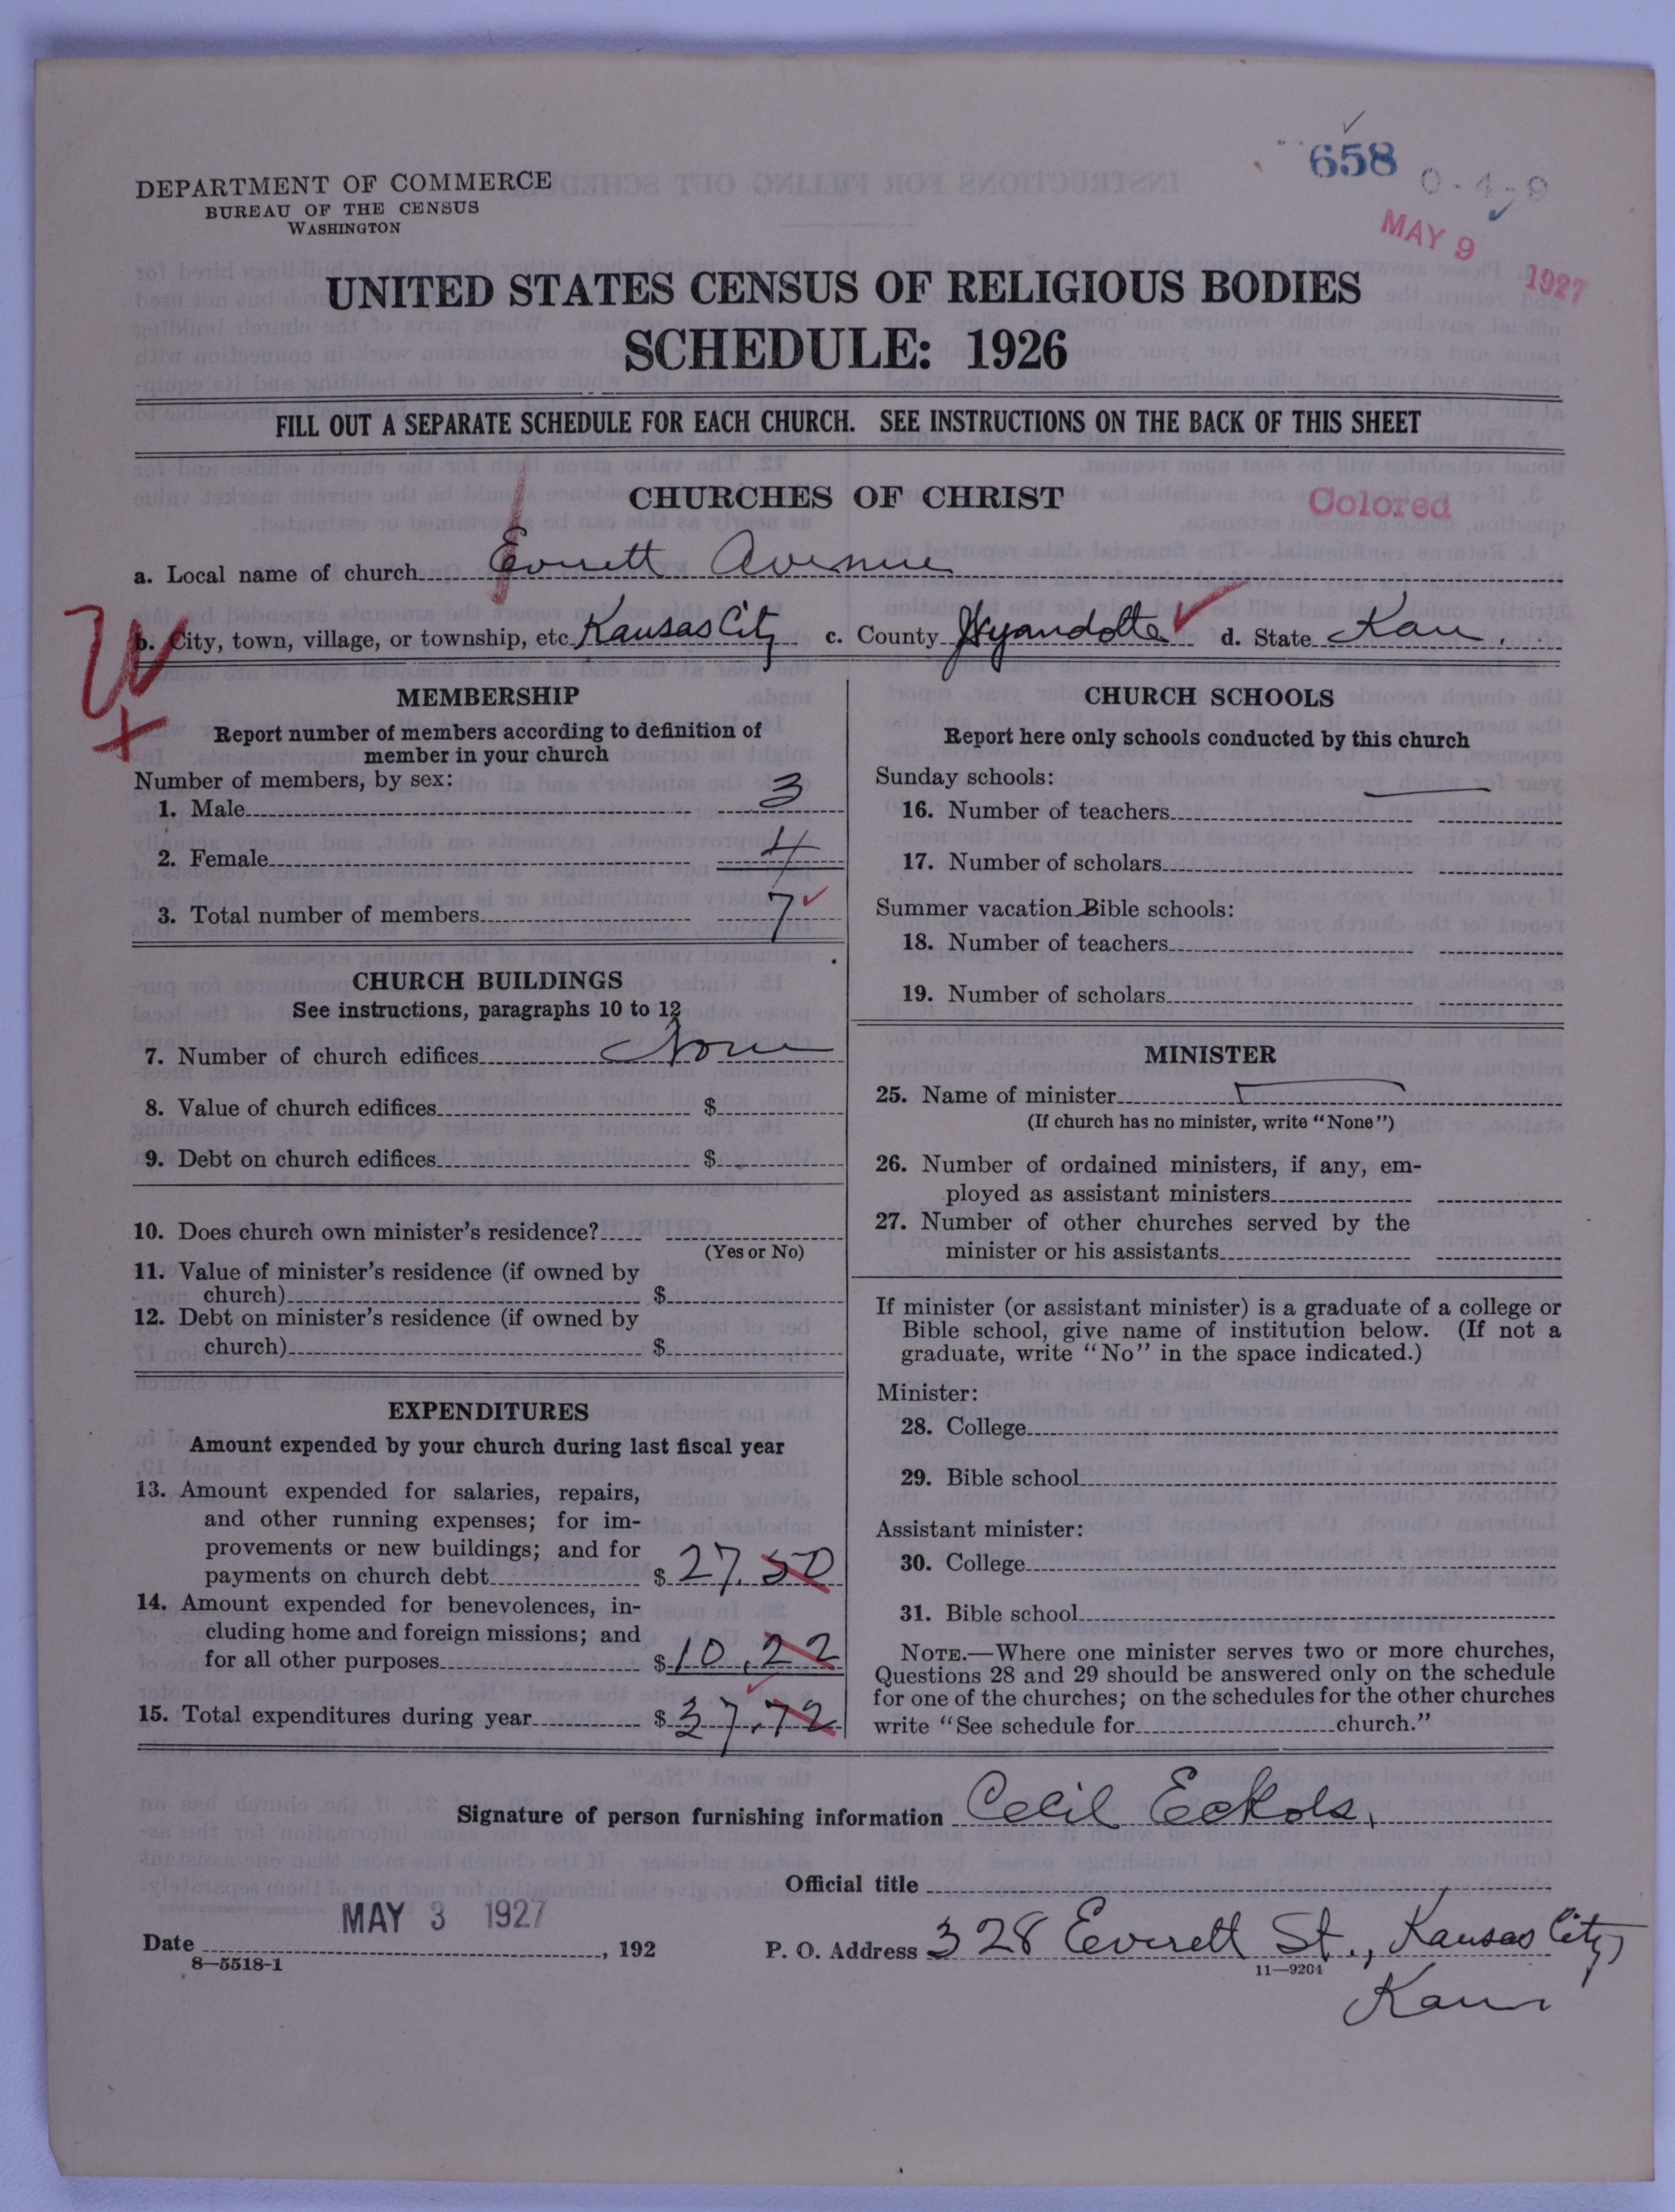 658
0-4-9
MAY 9 1927
DEPARTMENT OF COMMERCE
BUREAU OF THE CENSUS
WASHINGTON
UNITED STATES CENSUS OF RELIGIOUS BODIES
SCHEDULE: 1926
FILL OUT A SEPARATE SCHEDULE FOR EACH CHURCH. SEE INSTRUCTIONS ON THE BACK OF THIS SHEET
CHURCHES OF CHRIST
Colored
a. Local name of church Everett Avenue
b. City, town, village, or township, etc. Kansas City c. County Wyandotte d. State Kan.
MEMBERSHIP
Report number of members according to definition of
member in your church
Number of members, by sex:
1. Male 3
2. Female 4
3. Total number of members 7
CHURCH BUILDINGS
See instructions, paragraphs 10 to 12
7. Number of church edifices None
8. Value of church edifices $
9. Debt on church edifices $
10. Does church own minister's residence?
(Yes or No)
11. Value of minister's residence (if owned by
church) $
12. Debt on minister's residence (if owned by
church) $
EXPENDITURES
Amount expended by your church during last fiscal year
13. Amount expended for salaries, repairs,
and other running expenses; for im-
provements or new buildings; and for
payments on church debt $ 27.50
14. Amount expended for benevolences, in-
cluding home and foreign missions; and
for all other purposes $ 10.22
15. Total expenditures during year $ 37.72
CHURCH SCHOOLS
Report here only schools conducted by this church
Sunday schools:
16. Number of teachers
17. Number of scholars
Summer vacation Bible schools:
18. Number of teachers
19. Number of scholars
MINISTER
25. Name of minister
(If church has no minister, write "None")
26. Number of ordained ministers, if any, em-
ployed as assistant ministers
27. Number of other churches served by the
minister or his assistants
If minister (or assistant minister) is a graduate of a college or
Bible school, give name of institution below. (If not a
graduate, write "No" in the space indicated.)
Minister:
28. College
29. Bible school
Assistant minister:
30. College
31. Bible school
NOTE.—Where one minister serves two or more churches,
Questions 28 and 29 should be answered only on the schedule
for one of the churches; on the schedules for the other churches
write "See schedule for church."
Signature of person furnishing information Cecil Eckols,
Official title
MAY 3 1927
Date , 192
P. O. Address 328 Everett St., Kansas City,
8—5518-1
11—9204
Kans